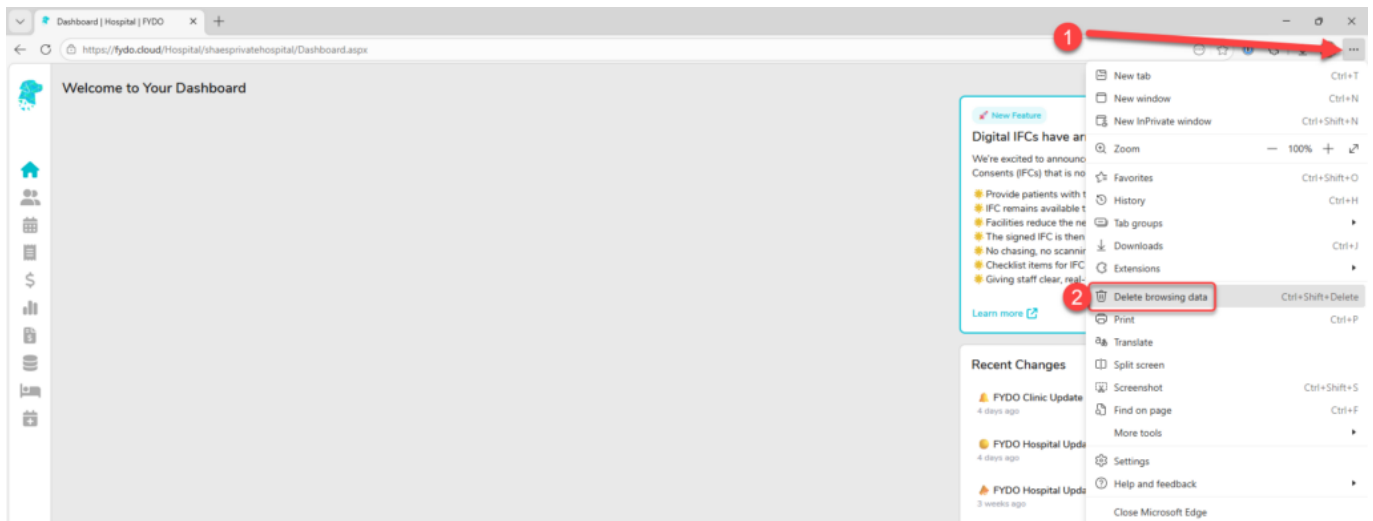 Dashboard | Hospital | FYDO
https://fydo.cloud/Hospital/shaesprivatehospital/Dashboard.aspx
1
Welcome to Your Dashboard
New Feature
Digital IFCs have ar
We're excited to announc
Consents (IFCs) that is no
Provide patients with t
IFC remains available t
Facilities reduce the ne
The signed IFC is then
No chasing, no scannin
Checklist items for IFC
Giving staff clear, real-
Learn more
Recent Changes
FYDO Clinic Update
4 days ago
FYDO Hospital Upda
4 days ago
FYDO Hospital Upda
3 weeks ago
New tab Ctrl+T
New window Ctrl+N
New InPrivate window Ctrl+Shift+N
Zoom — 100% +
Favorites Ctrl+Shift+O
History Ctrl+H
Tab groups
Downloads Ctrl+J
Extensions
2 Delete browsing data Ctrl+Shift+Delete
Print Ctrl+P
Translate
Split screen
Screenshot Ctrl+Shift+S
Find on page Ctrl+F
More tools
Settings
Help and feedback
Close Microsoft Edge